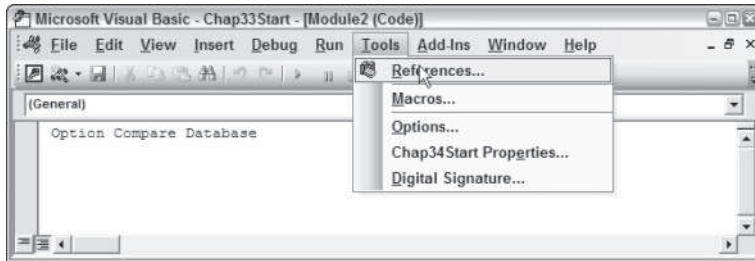 Microsoft Visual Basic - Chap33Start - [Module2 (Code)]
File Edit View Insert Debug Run Tools Add-Ins Window Help
References...
(General)
Macros...
Option Compare Database
Options...
Chap34Start Properties...
Digital Signature...